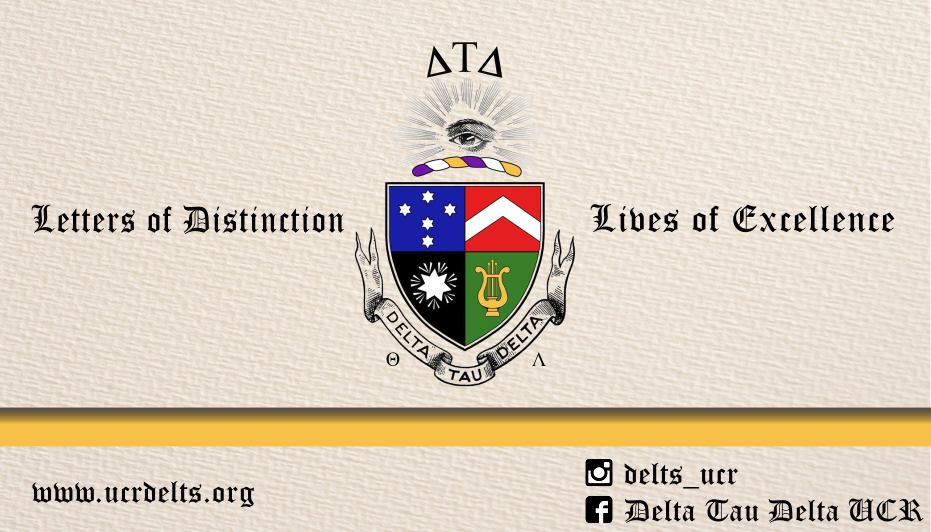 ΔΤΔ
Letters of Distinction
Lives of Excellence
DELTA TAU DELTA
Θ Λ
www.ucrdelts.org
delts_ucr
Delta Tau Delta UCR